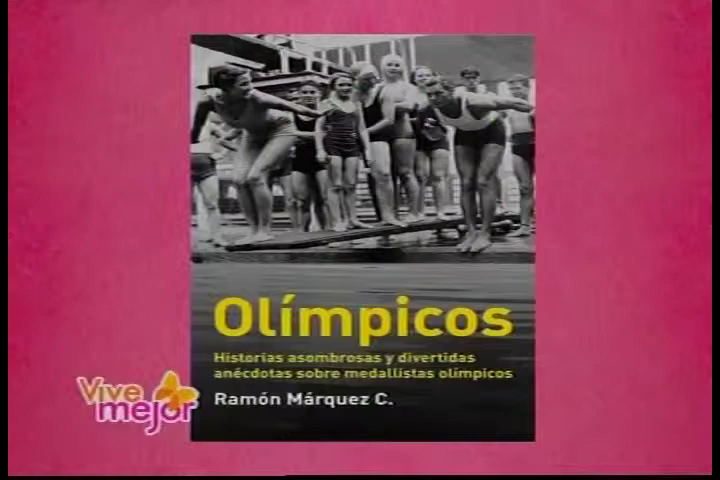 Olímpicos
Historias asombrosas y divertidas
anécdotas sobre medallistas olímpicos
Ramón Márquez C.
Vive
mejor